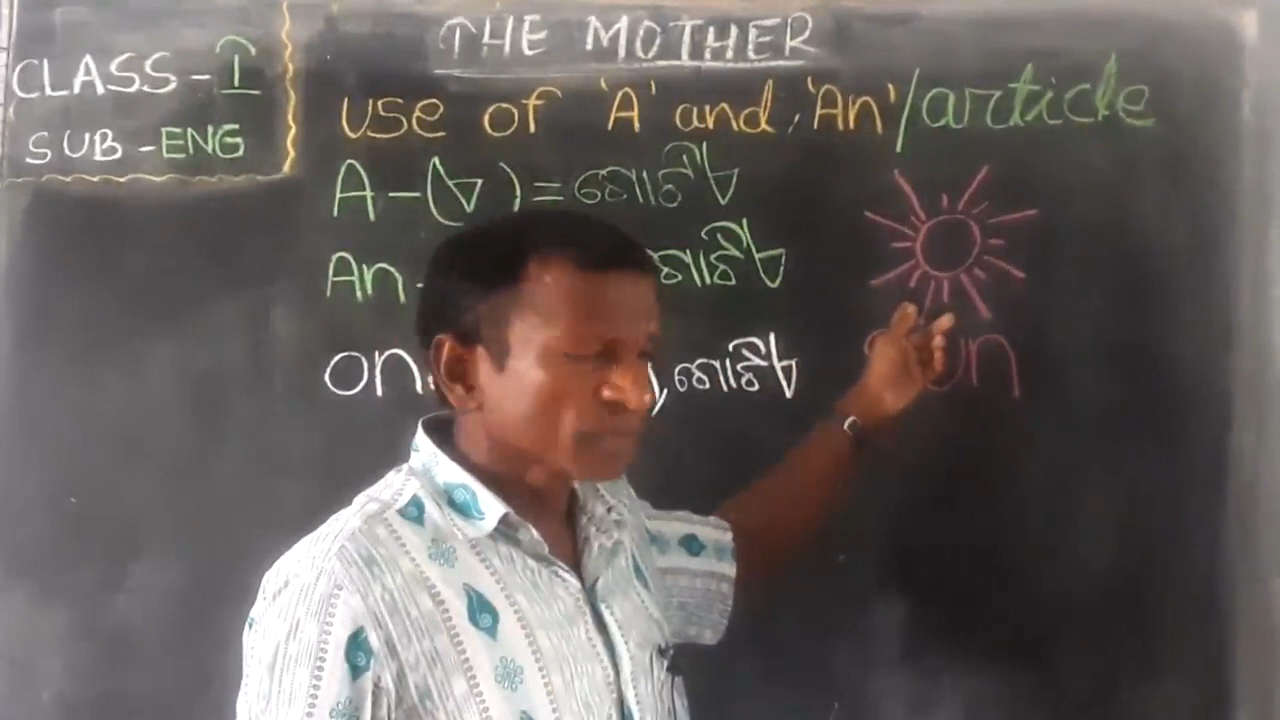 THE MOTHER
CLASS - I
SUB - ENG
use of 'A' and, 'An'/article
A - (ଏ) = ଗୋଟିଏ
An. ଗୋଟିଏ
on ,ଗୋଟିଏ